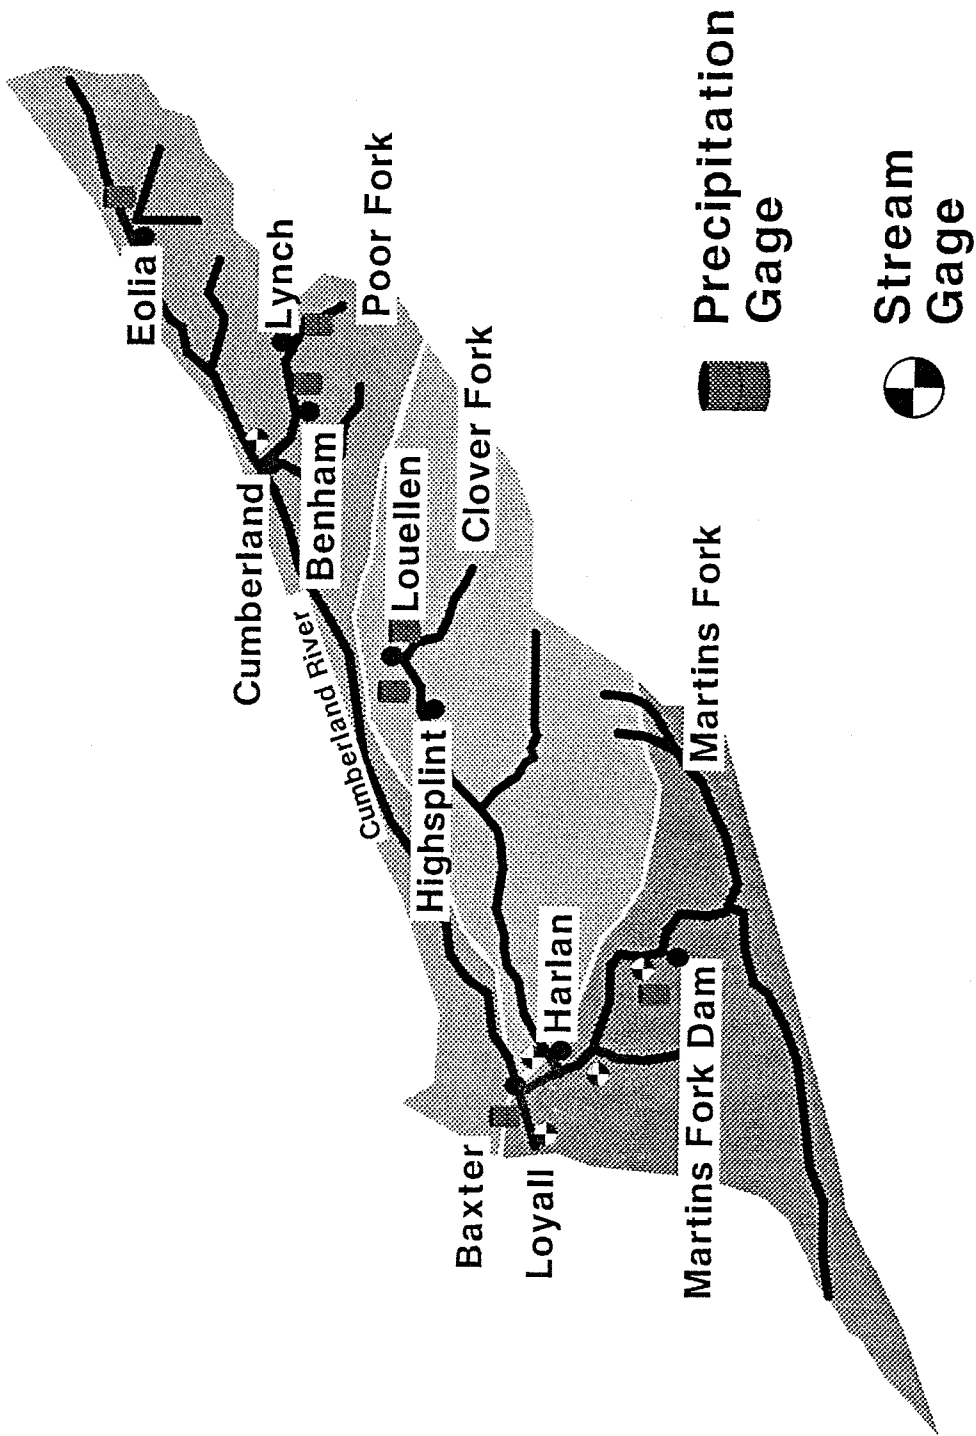 Eolia
Lynch
Poor Fork
Cumberland
Benham
Cumberland River
Louellen
Clover Fork
Highsplint
Martins Fork
Harlan
Baxter
Loyall
Martins Fork Dam
Precipitation
Gage
Stream
Gage